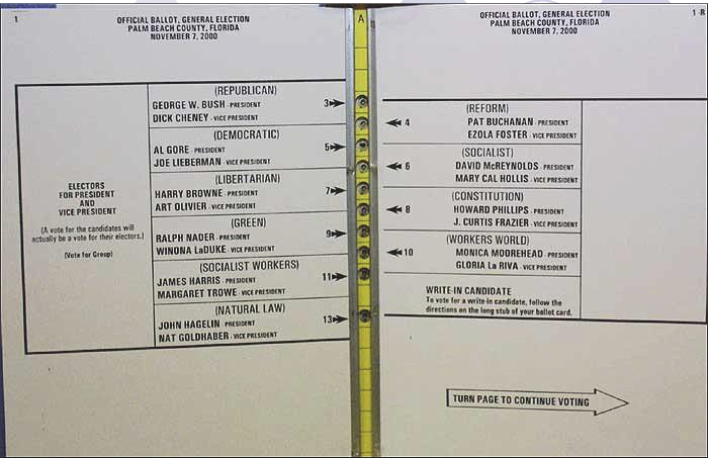 1
OFFICIAL BALLOT, GENERAL ELECTION
PALM BEACH COUNTY, FLORIDA
NOVEMBER 7, 2000
ELECTORS
FOR PRESIDENT
AND
VICE PRESIDENT
(A vote for the candidates will
actually be a vote for their electors.)
(Vote for Group)
(REPUBLICAN)
GEORGE W. BUSH - PRESIDENT
DICK CHENEY - VICE PRESIDENT
3
(DEMOCRATIC)
AL GORE - PRESIDENT
JOE LIEBERMAN - VICE PRESIDENT
5
(LIBERTARIAN)
HARRY BROWNE - PRESIDENT
ART OLIVIER - VICE PRESIDENT
7
(GREEN)
RALPH NADER - PRESIDENT
WINONA LaDUKE - VICE PRESIDENT
9
(SOCIALIST WORKERS)
JAMES HARRIS - PRESIDENT
MARGARET TROWE - VICE PRESIDENT
11
(NATURAL LAW)
JOHN HAGELIN - PRESIDENT
NAT GOLDHABER - VICE PRESIDENT
13
A
OFFICIAL BALLOT, GENERAL ELECTION
PALM BEACH COUNTY, FLORIDA
NOVEMBER 7, 2000
1-R
(REFORM)
4 PAT BUCHANAN - PRESIDENT
EZOLA FOSTER - VICE PRESIDENT
(SOCIALIST)
6 DAVID McREYNOLDS - PRESIDENT
MARY CAL HOLLIS - VICE PRESIDENT
(CONSTITUTION)
8 HOWARD PHILLIPS - PRESIDENT
J. CURTIS FRAZIER - VICE PRESIDENT
(WORKERS WORLD)
10 MONICA MOOREHEAD - PRESIDENT
GLORIA La RIVA - VICE PRESIDENT
WRITE-IN CANDIDATE
To vote for a write-in candidate, follow the
directions on the long stub of your ballot card.
TURN PAGE TO CONTINUE VOTING